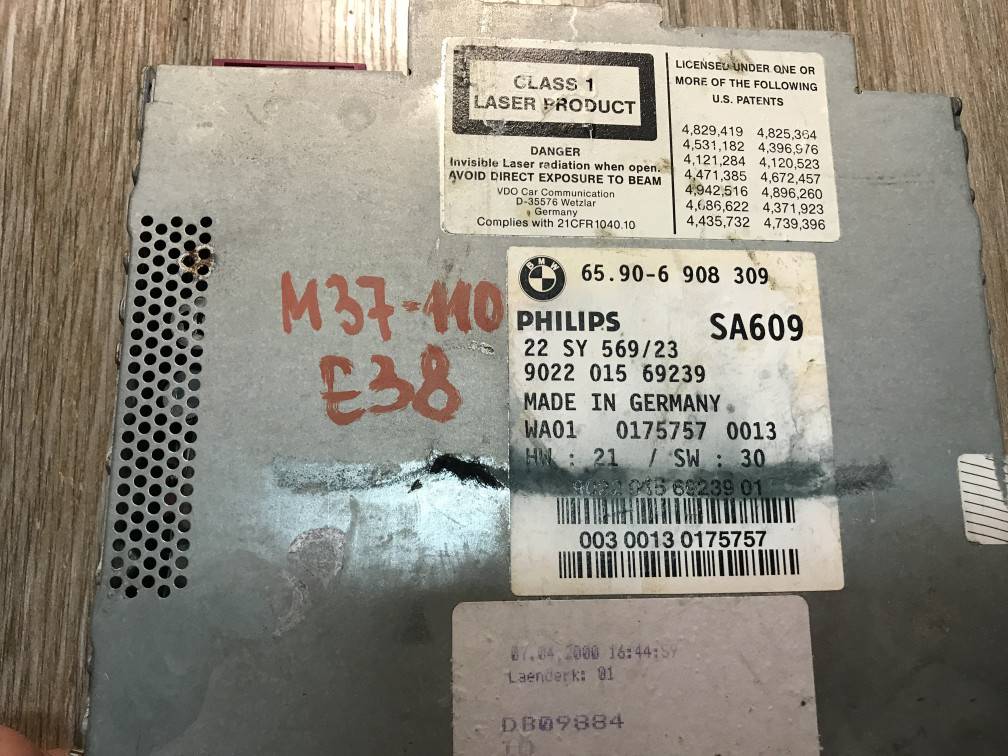 CLASS 1
LASER PRODUCT
DANGER
Invisible Laser radiation when open.
AVOID DIRECT EXPOSURE TO BEAM
VDO Car Communication
D-35576 Wetzlar
Germany
Complies with 21CFR1040.10
LICENSED UNDER ONE OR
MORE OF THE FOLLOWING
U.S. PATENTS
4,829,419 4,825,364
4,531,182 4,396,976
4,121,284 4,120,523
4,471,385 4,672,457
4,942,516 4,896,260
4,686,622 4,371,923
4,435,732 4,739,396
BMW
65.90-6 908 309
PHILIPS SA609
22 SY 569/23
9022 015 69239
MADE IN GERMANY
WA01 0175757 0013
HW : 21 / SW : 30
9022 015 69239 01
003 0013 0175757
M37-110
E38
07.04.2000 16:44:59
Laenderk: 01
DB09884